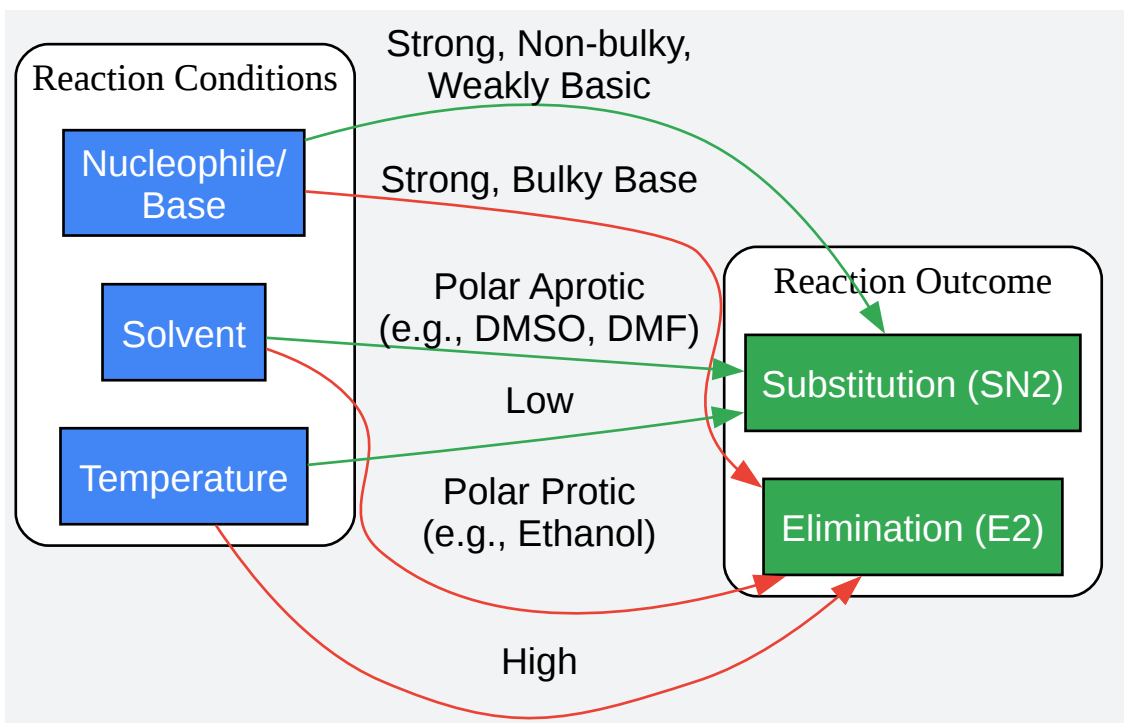 Strong, Non-bulky,
Weakly Basic
Reaction Conditions
Nucleophile/
Base
Strong, Bulky Base
Solvent
Polar Aprotic
(e.g., DMSO, DMF)
Reaction Outcome
Substitution (SN2)
Low
Temperature
Polar Protic
(e.g., Ethanol)
Elimination (E2)
High